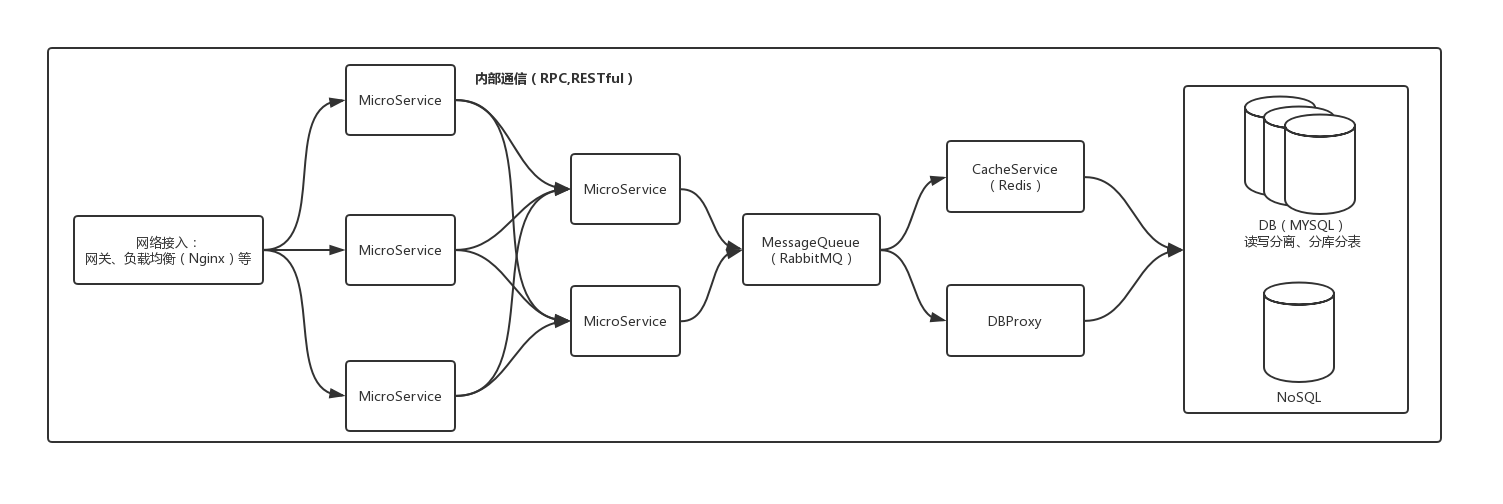 内部通信（RPC,RESTful）
MicroService
网络接入：
网关、负载均衡（Nginx）等
MicroService
MicroService
MicroService
MicroService
MessageQueue
（RabbitMQ）
CacheService
（Redis）
DBProxy
DB（MYSQL）
读写分离、分库分表
NoSQL